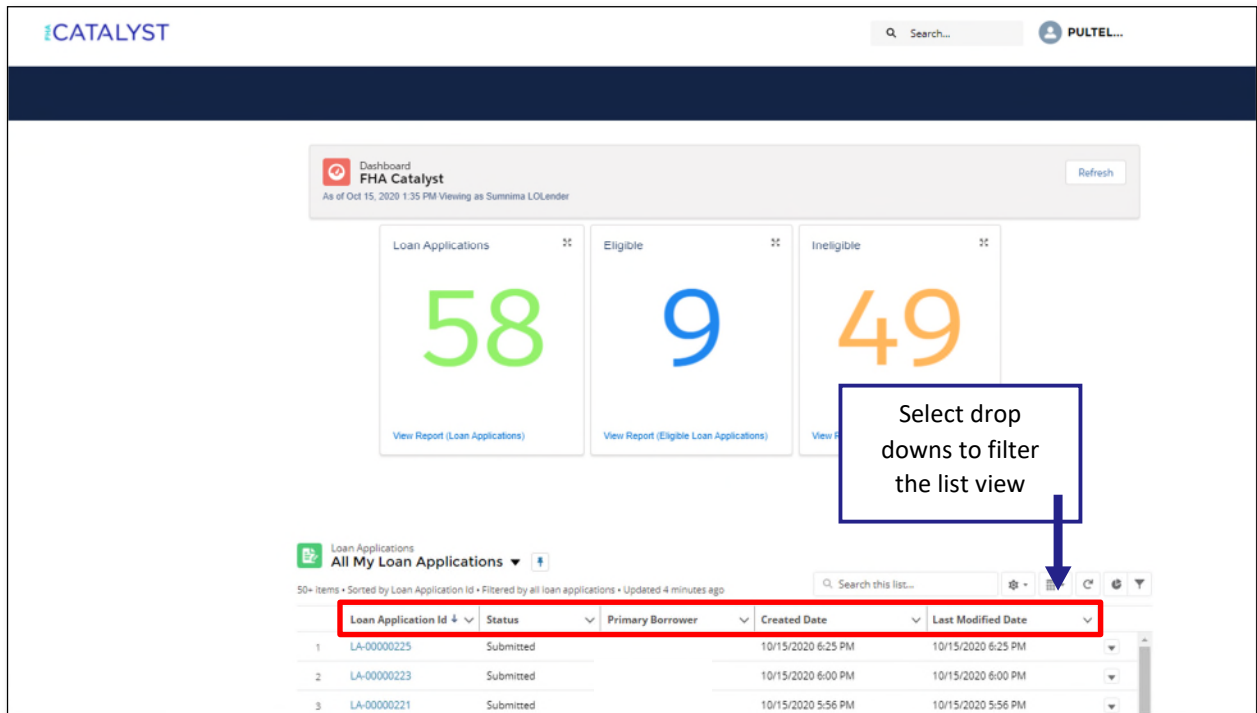 FHA CATALYST
Search...
PULTEL...
Dashboard
FHA Catalyst
Refresh
As of Oct 15, 2020 1:35 PM Viewing as Sumnima LOLender
Loan Applications
Eligible
Ineligible
58
9
49
View Report (Loan Applications)
View Report (Eligible Loan Applications)
View
Select drop
downs to filter
the list view
Loan Applications
All My Loan Applications
50+ items • Sorted by Loan Application Id • Filtered by all loan applications • Updated 4 minutes ago
Search this list...
Loan Application Id Status Primary Borrower Created Date Last Modified Date
1 LA-00000225 Submitted 10/15/2020 6:25 PM 10/15/2020 6:25 PM
2 LA-00000223 Submitted 10/15/2020 6:00 PM 10/15/2020 6:00 PM
3 LA-00000221 Submitted 10/15/2020 5:56 PM 10/15/2020 5:56 PM